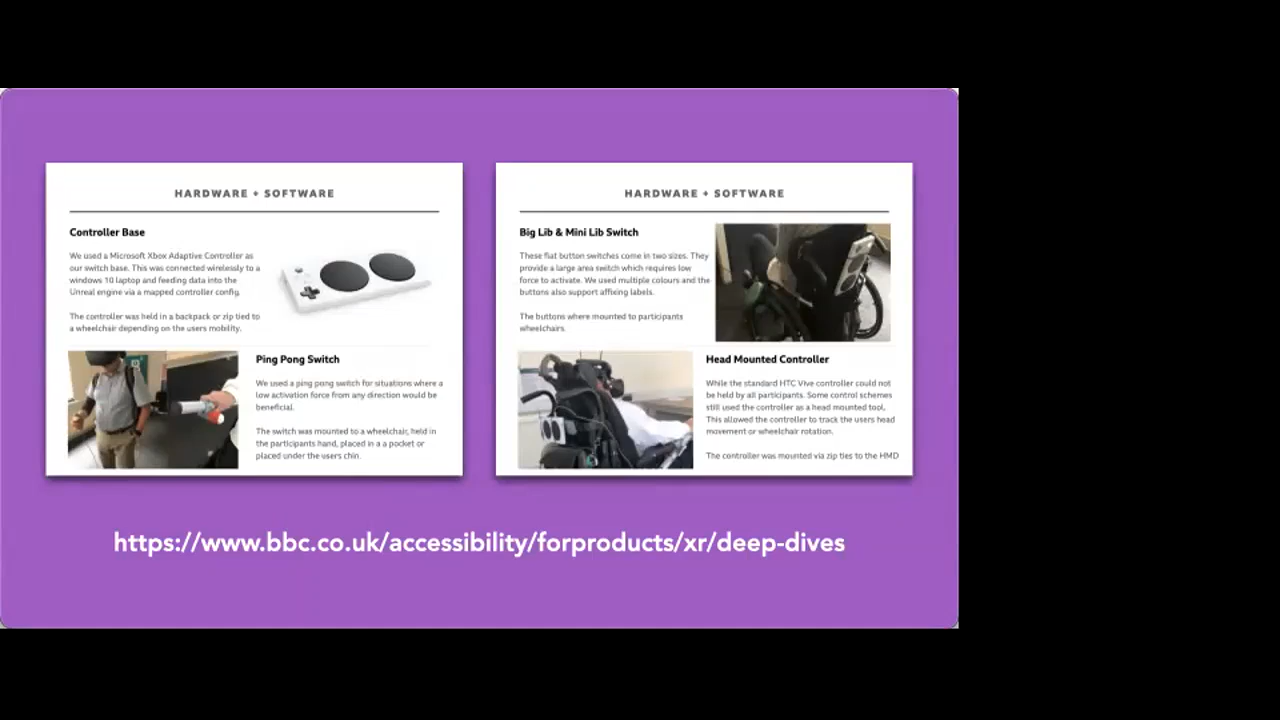 HARDWARE + SOFTWARE
Controller Base
We used a Microsoft Xbox Adaptive Controller as
our switch base. This was connected wirelessly to a
windows 10 laptop and feeding data into the
Unreal engine via a mapped controller config.
The controller was held in a backpack or zip tied to
a wheelchair depending on the users mobility.
Ping Pong Switch
We used a ping pong switch for situations where a
low activation force from any direction would be
beneficial.
The switch was mounted to a wheelchair, held in
the participants hand, placed in a a pocket or
placed under the users chin.
HARDWARE + SOFTWARE
Big Lib & Mini Lib Switch
These flat button switches come in two sizes. They
provide a large area switch which requires low
force to activate. We used multiple colours and the
buttons also support affixing labels.
The buttons where mounted to participants
wheelchairs.
Head Mounted Controller
While the standard HTC Vive controller could not
be held by all participants. Some control schemes
still used the controller as a head mounted tool,
This allowed the controller to track the users head
movement or wheelchair rotation.
The controller was mounted via zip ties to the HMD
https://www.bbc.co.uk/accessibility/forproducts/xr/deep-dives